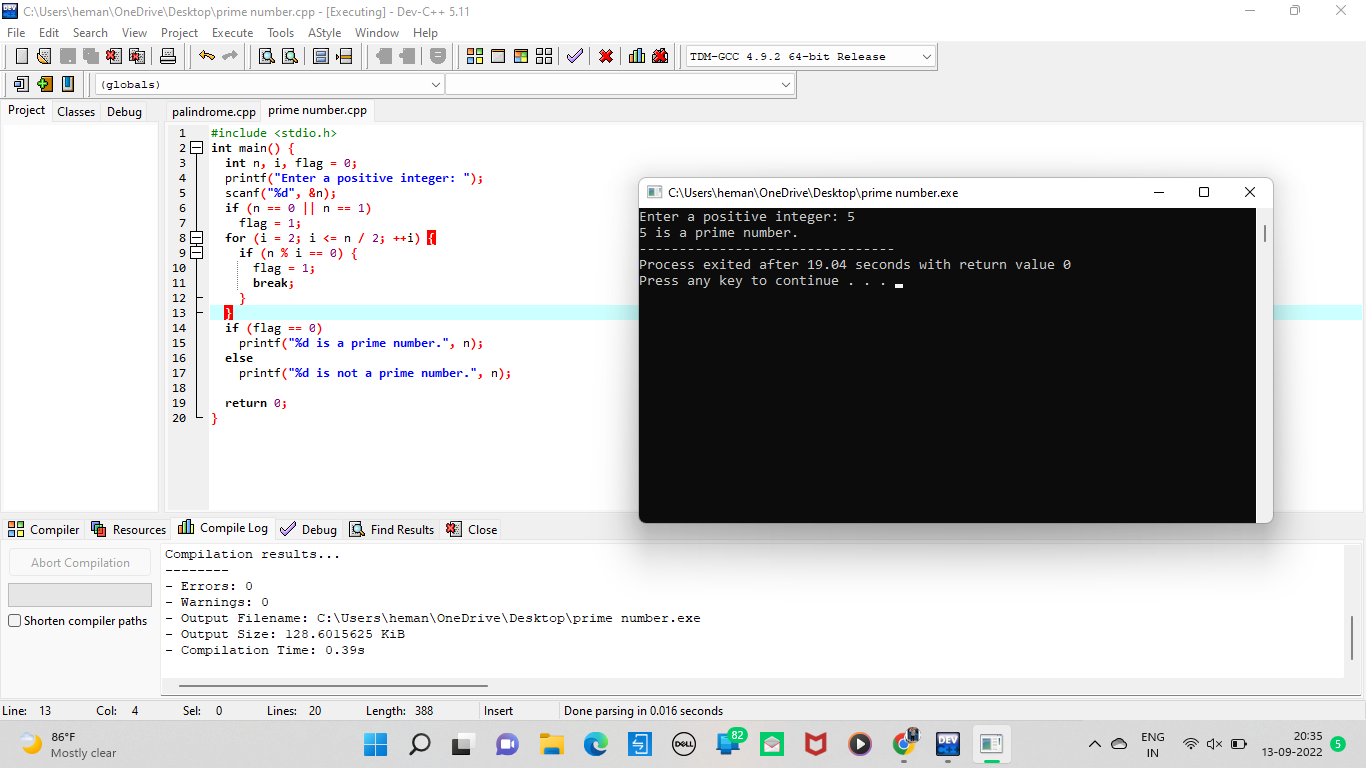 C:\Users\heman\OneDrive\Desktop\prime number.cpp - [Executing] - Dev-C++ 5.11
File Edit Search View Project Execute Tools AStyle Window Help
TDM-GCC 4.9.2 64-bit Release
(globals)
Project Classes Debug
palindrome.cpp prime number.cpp
1 #include <stdio.h>
2 int main() {
3 int n, i, flag = 0;
4 printf("Enter a positive integer: ");
5 scanf("%d", &n);
6 if (n == 0 || n == 1)
7 flag = 1;
8 for (i = 2; i <= n / 2; ++i) {
9 if (n % i == 0) {
10 flag = 1;
11 break;
12 }
13 }
14 if (flag == 0)
15 printf("%d is a prime number.", n);
16 else
17 printf("%d is not a prime number.", n);
18
19 return 0;
20 }
C:\Users\heman\OneDrive\Desktop\prime number.exe
Enter a positive integer: 5
5 is a prime number.
--------------------------------
Process exited after 19.04 seconds with return value 0
Press any key to continue . . .
Compiler Resources Compile Log Debug Find Results Close
Abort Compilation
Shorten compiler paths
Compilation results...
--------
- Errors: 0
- Warnings: 0
- Output Filename: C:\Users\heman\OneDrive\Desktop\prime number.exe
- Output Size: 128.6015625 KiB
- Compilation Time: 0.39s
Line: 13 Col: 4 Sel: 0 Lines: 20 Length: 388 Insert Done parsing in 0.016 seconds
86°F
Mostly clear
DELL
82
DEV
ENG
IN
20:35
13-09-2022
5